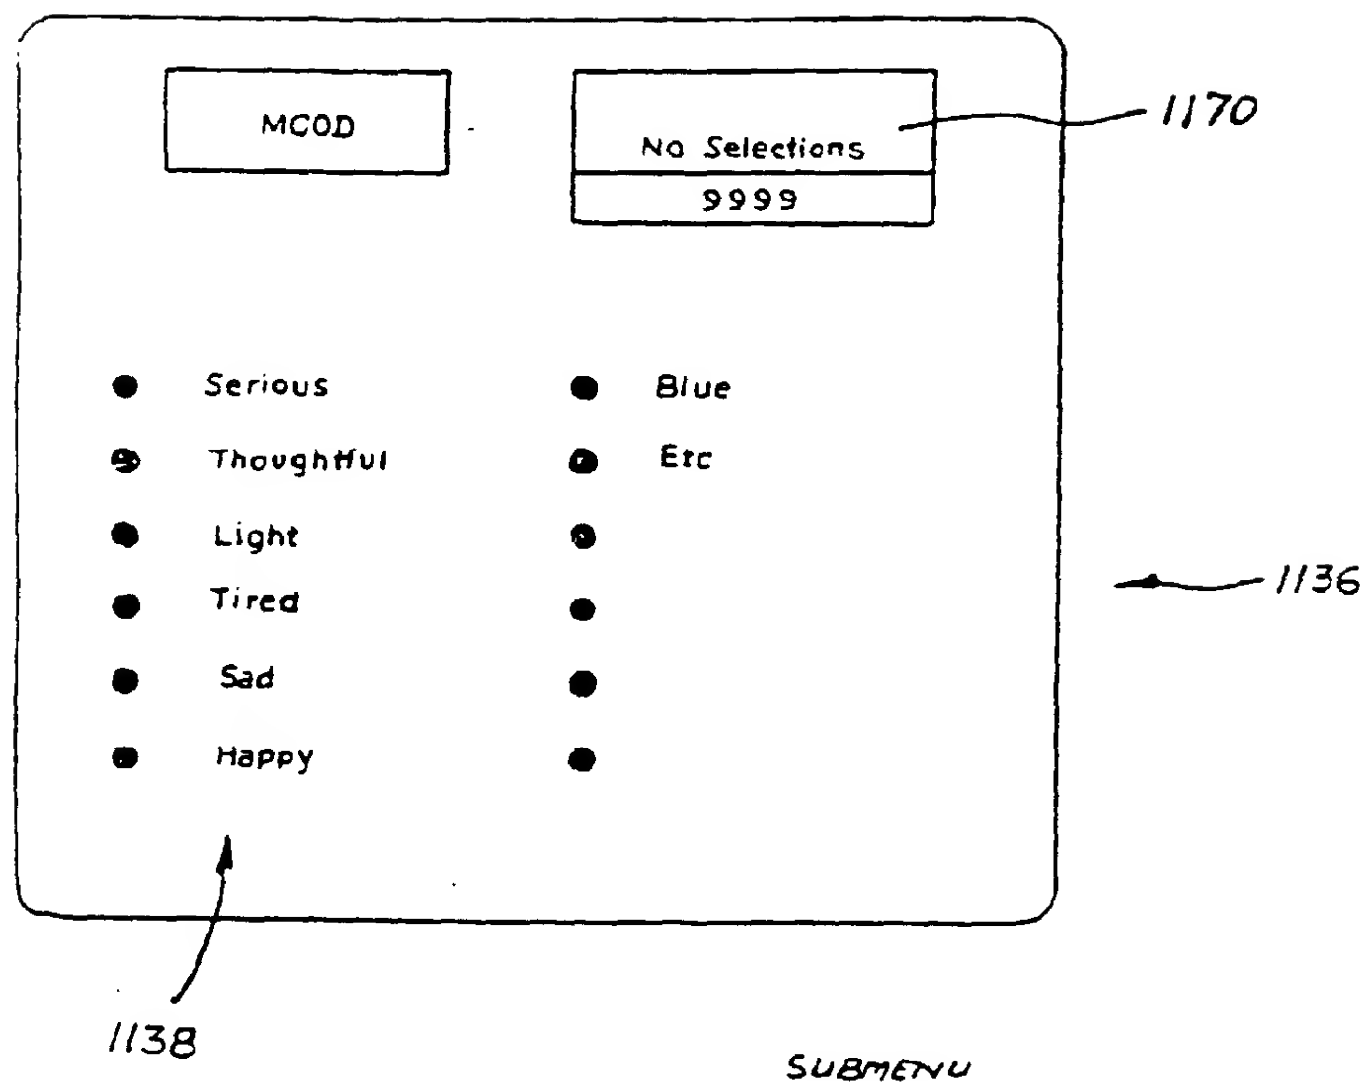 MOOD
No Selections
9999
1170
Serious
Blue
Thoughtful
Etc
Light
Tired
Sad
Happy
1136
1138
SUBMENU